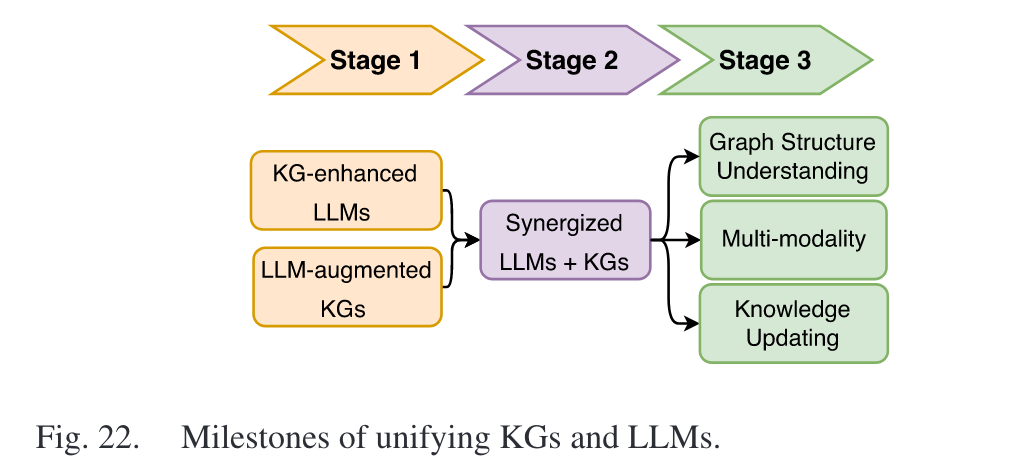 Stage 1
Stage 2
Stage 3
KG-enhanced
LLMs
LLM-augmented
KGs
Synergized
LLMs + KGs
Graph Structure
Understanding
Multi-modality
Knowledge
Updating
Fig. 22. Milestones of unifying KGs and LLMs.